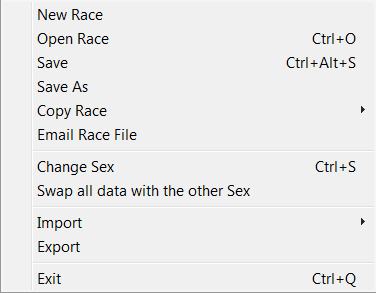 New Race
Open Race Ctrl+O
Save Ctrl+Alt+S
Save As
Copy Race
Email Race File
Change Sex Ctrl+S
Swap all data with the other Sex
Import
Export
Exit Ctrl+Q